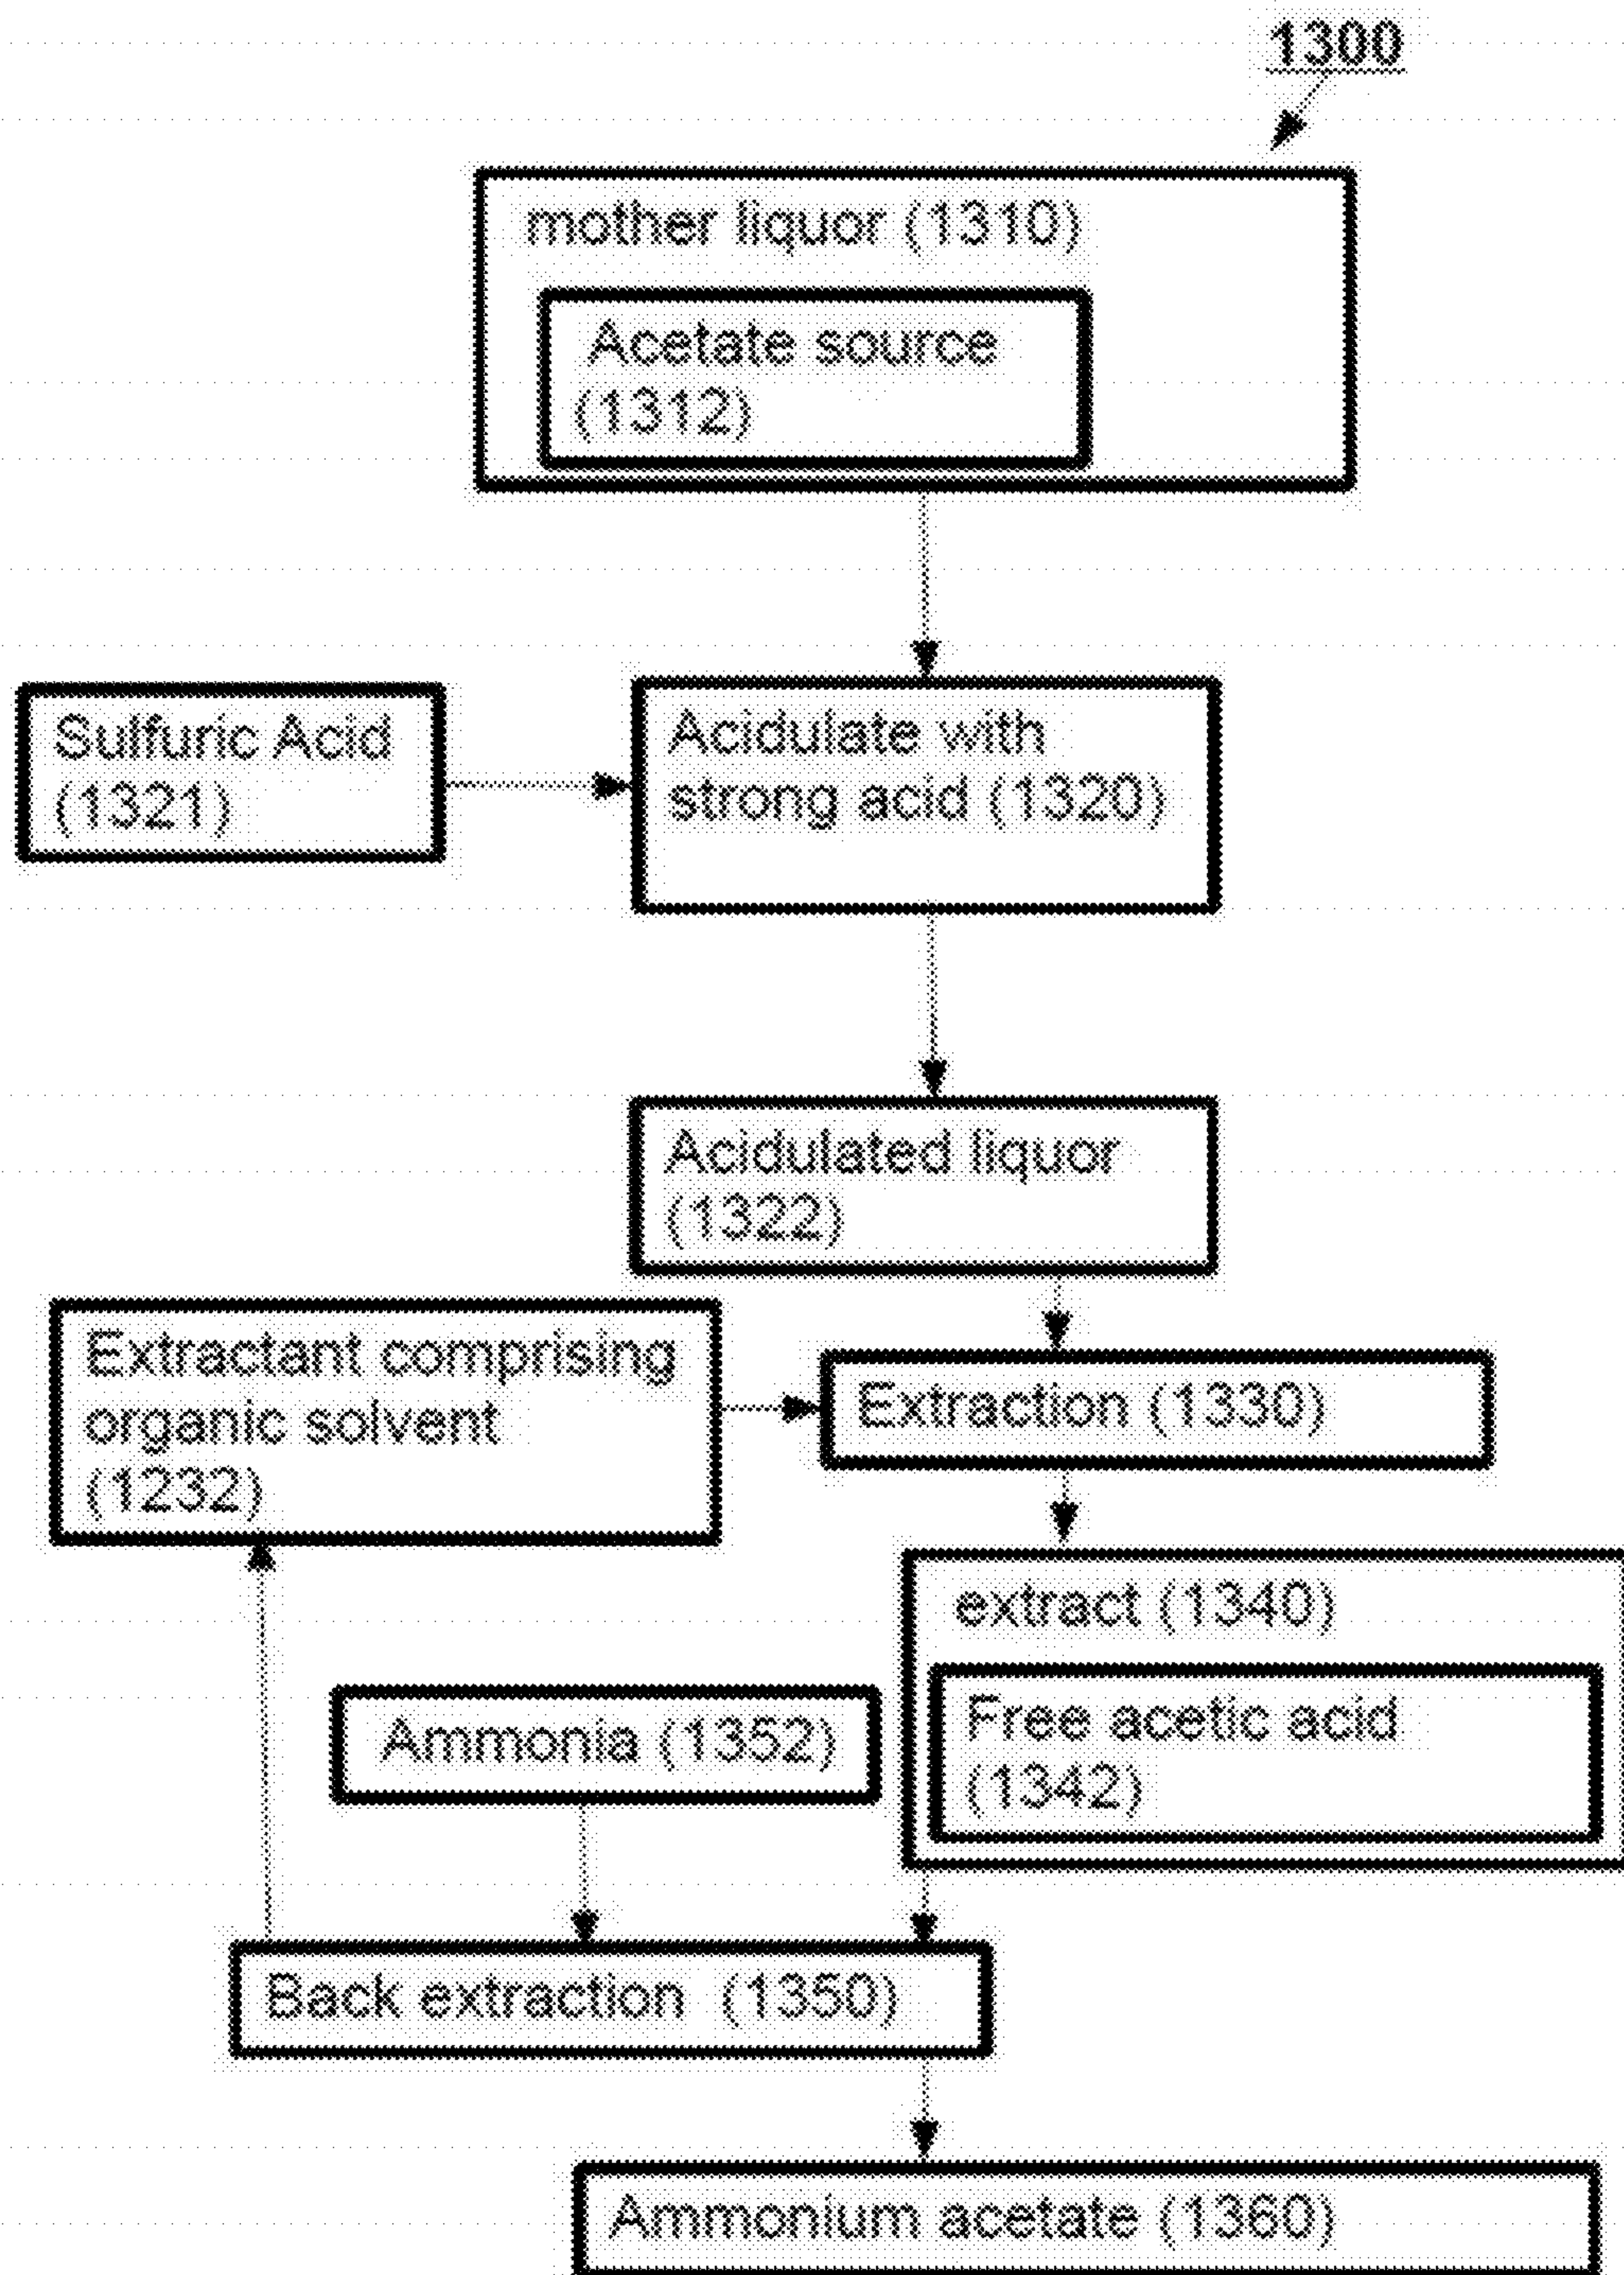 1300
mother liquor (1310)
Acetate source
(1312)
Sulfuric Acid
(1321)
Acidulate with
strong acid (1320)
Acidulated liquor
(1322)
Extractant comprising
organic solvent
(1232)
Extraction (1330)
extract (1340)
Free acetic acid
(1342)
Ammonia (1352)
Back extraction (1350)
Ammonium acetate (1360)